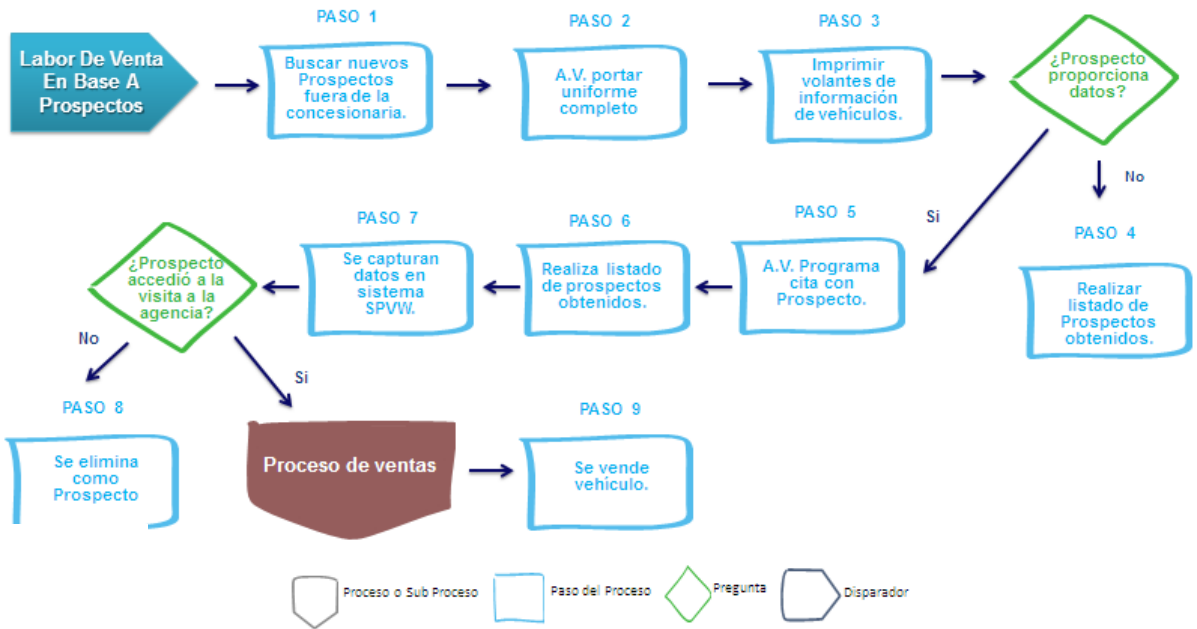 PASO 1
PASO 2
PASO 3
Labor De Venta
En Base A
Prospectos
Buscar nuevos
Prospectos
fuera de la
concesionaria.
A.V. portar
uniforme
completo
Imprimir
volantes de
información
de vehículos.
¿Prospecto
proporciona
datos?
No
Si
PASO 4
Realizar
listado de
Prospectos
obtenidos.
PASO 5
A.V. Programa
cita con
Prospecto.
PASO 6
Realiza listado
de prospectos
obtenidos.
PASO 7
Se capturan
datos en
sistema
SPVW.
¿Prospecto
accedió a la
visita a la
agencia?
No
Si
PASO 8
Se elimina
como
Prospecto
Proceso de ventas
PASO 9
Se vende
vehículo.
Proceso o Sub Proceso
Paso del Proceso
Pregunta
Disparador